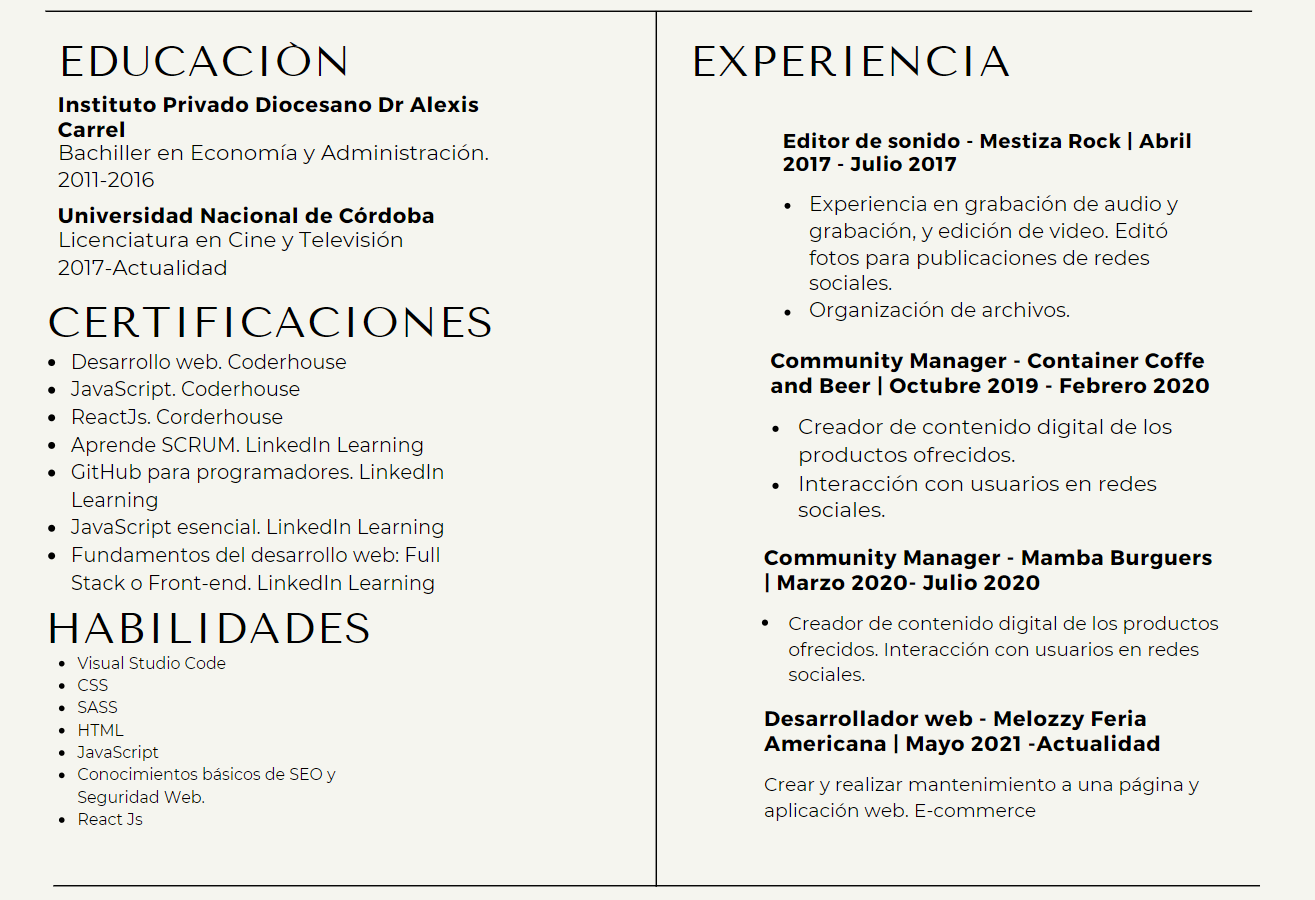 EDUCACIÒN
Instituto Privado Diocesano Dr Alexis
Carrel
Bachiller en Economía y Administración.
2011-2016
Universidad Nacional de Córdoba
Licenciatura en Cine y Televisión
2017-Actualidad
CERTIFICACIONES
• Desarrollo web. Coderhouse
• JavaScript. Coderhouse
• ReactJs. Corderhouse
• Aprende SCRUM. LinkedIn Learning
• GitHub para programadores. LinkedIn
Learning
• JavaScript esencial. LinkedIn Learning
• Fundamentos del desarrollo web: Full
Stack o Front-end. LinkedIn Learning
HABILIDADES
• Visual Studio Code
• CSS
• SASS
• HTML
• JavaScript
• Conocimientos básicos de SEO y
Seguridad Web.
• React Js
EXPERIENCIA
Editor de sonido - Mestiza Rock | Abril
2017 - Julio 2017
• Experiencia en grabación de audio y
grabación, y edición de video. Editó
fotos para publicaciones de redes
sociales.
• Organización de archivos.
Community Manager - Container Coffe
and Beer | Octubre 2019 - Febrero 2020
• Creador de contenido digital de los
productos ofrecidos.
• Interacción con usuarios en redes
sociales.
Community Manager - Mamba Burguers
| Marzo 2020- Julio 2020
• Creador de contenido digital de los productos
ofrecidos. Interacción con usuarios en redes
sociales.
Desarrollador web - Melozzy Feria
Americana | Mayo 2021 -Actualidad
Crear y realizar mantenimiento a una página y
aplicación web. E-commerce